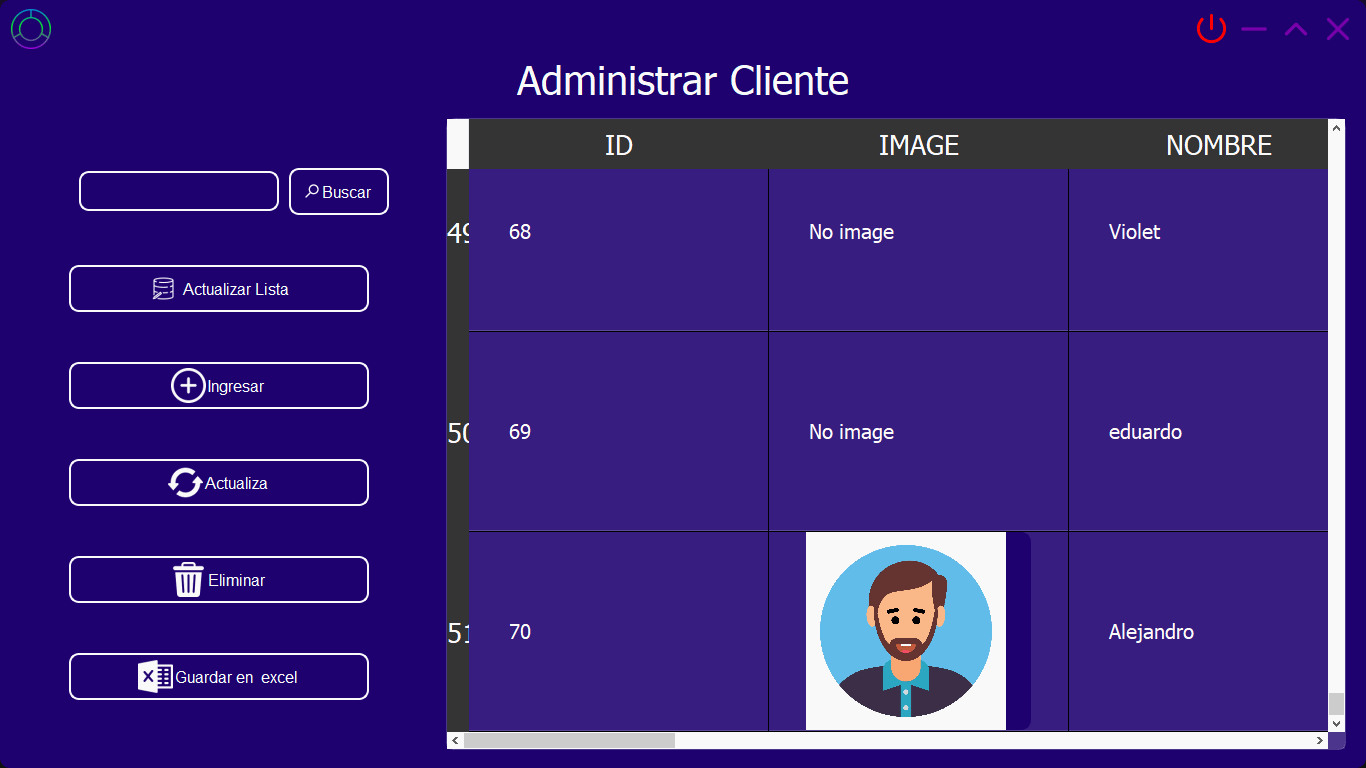 Administrar Cliente
ID IMAGE NOMBRE
Buscar
49 68 No image Violet
Actualizar Lista
Ingresar
50 69 No image eduardo
Actualiza
Eliminar
51 70 Alejandro
Guardar en excel